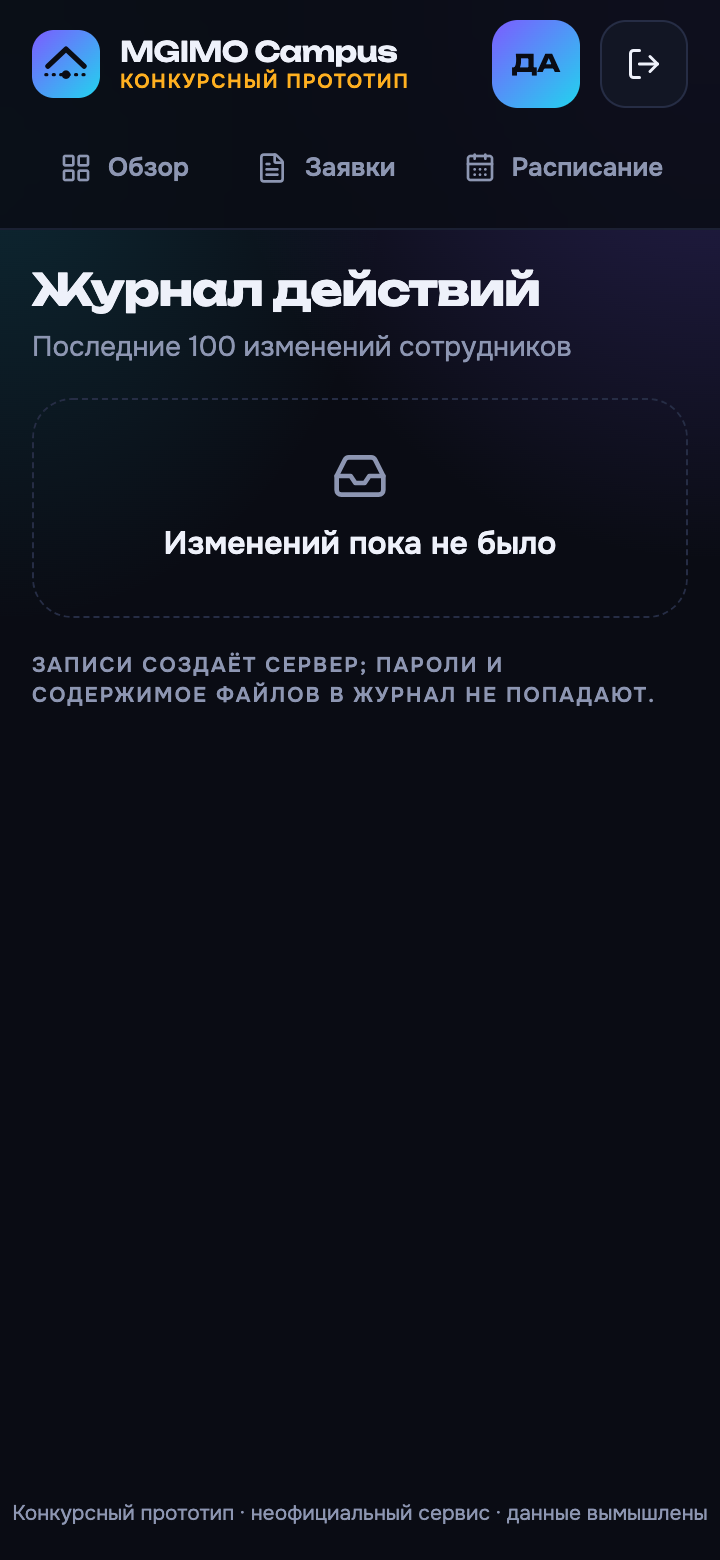 MGIMO Campus
КОНКУРСНЫЙ ПРОТОТИП
ДА
Обзор
Заявки
Расписание
Журнал действий
Последние 100 изменений сотрудников
Изменений пока не было
ЗАПИСИ СОЗДАЁТ СЕРВЕР; ПАРОЛИ И
СОДЕРЖИМОЕ ФАЙЛОВ В ЖУРНАЛ НЕ ПОПАДАЮТ.
Конкурсный прототип · неофициальный сервис · данные вымышлены